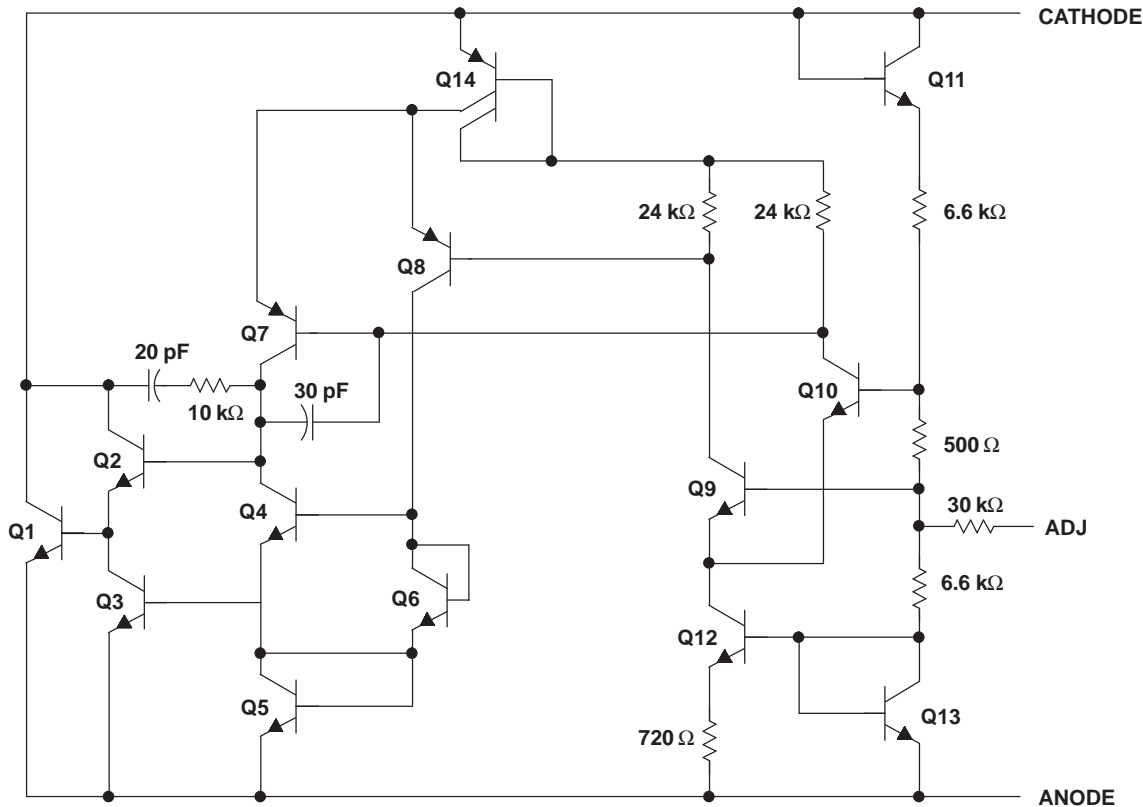 CATHODE
Q14
Q11
24 kΩ
24 kΩ
6.6 kΩ
Q8
Q7
20 pF
30 pF
10 kΩ
Q10
500 Ω
Q2
Q9
Q4
30 kΩ
ADJ
Q1
6.6 kΩ
Q3
Q6
Q12
Q5
Q13
720 Ω
ANODE